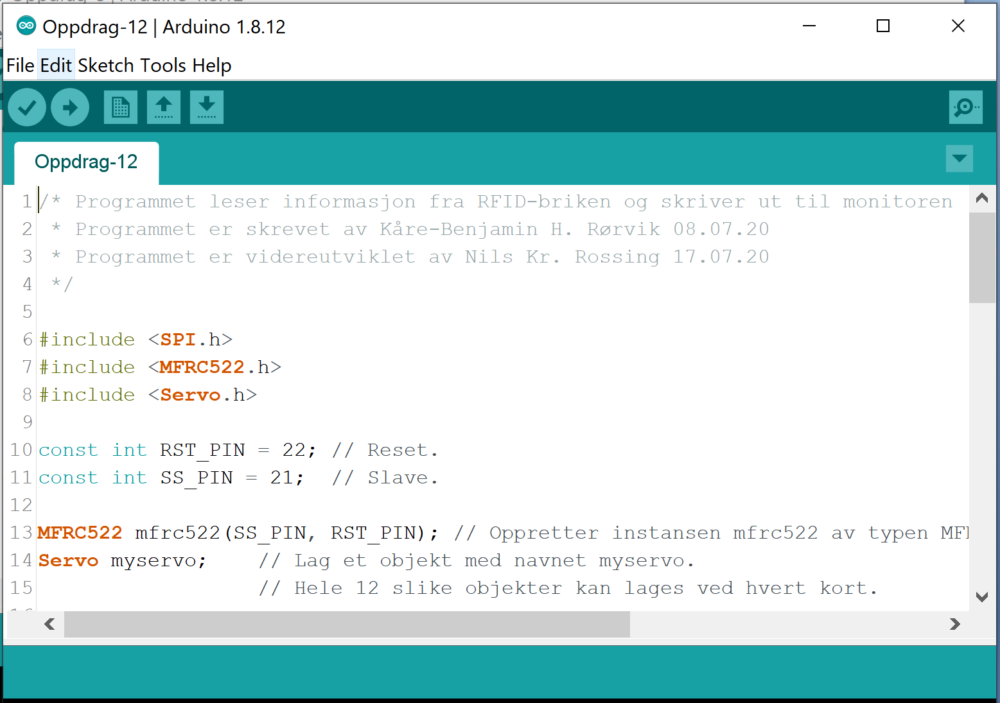 Oppdrag-12 | Arduino 1.8.12
File Edit Sketch Tools Help
Oppdrag-12
1 /* Programmet leser informasjon fra RFID-briken og skriver ut til monitoren
2 * Programmet er skrevet av Kåre-Benjamin H. Rørvik 08.07.20
3 * Programmet er videreutviklet av Nils Kr. Rossing 17.07.20
4 */
5
6 #include <SPI.h>
7 #include <MFRC522.h>
8 #include <Servo.h>
9
10 const int RST_PIN = 22; // Reset.
11 const int SS_PIN = 21; // Slave.
12
13 MFRC522 mfrc522(SS_PIN, RST_PIN); // Oppretter instansen mfrc522 av typen
14 Servo myservo; // Lag et objekt med navnet myservo.
15 // Hele 12 slike objekter kan lages ved hvert kort.